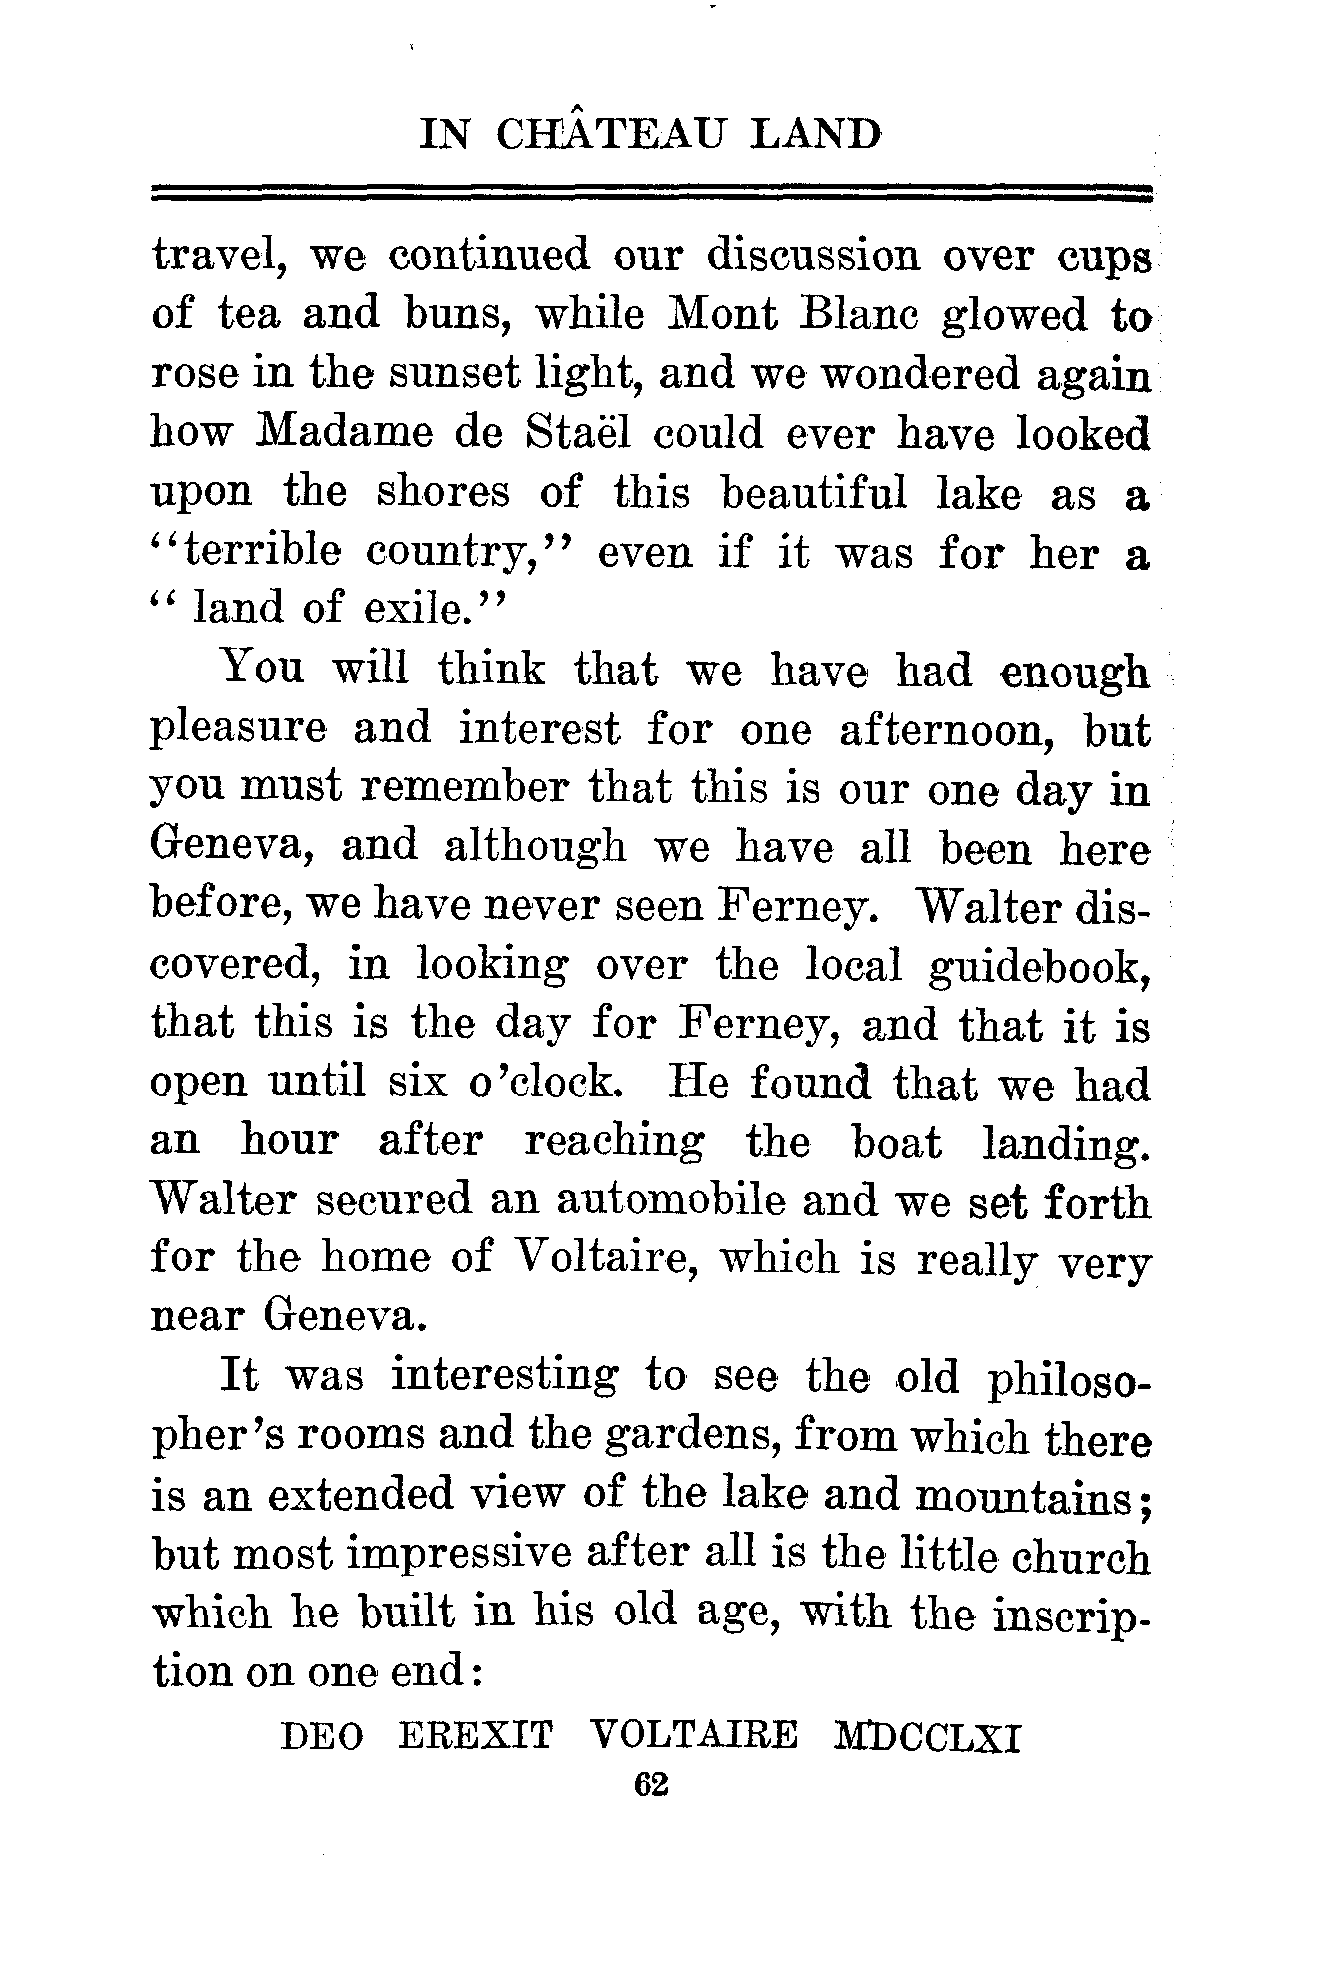 IN CHÂTEAU LAND
travel, we continued our discussion over cups
of tea and buns, while Mont Blanc glowed to
rose in the sunset light, and we wondered again
how Madame de Staël could ever have looked
upon the shores of this beautiful lake as a
‘‘terrible country,’’ even if it was for her a
‘‘ land of exile.’’
You will think that we have had enough
pleasure and interest for one afternoon, but
you must remember that this is our one day in
Geneva, and although we have all been here
before, we have never seen Ferney. Walter dis-
covered, in looking over the local guidebook,
that this is the day for Ferney, and that it is
open until six o’clock. He found that we had
an hour after reaching the boat landing.
Walter secured an automobile and we set forth
for the home of Voltaire, which is really very
near Geneva.
It was interesting to see the old philoso-
pher’s rooms and the gardens, from which there
is an extended view of the lake and mountains;
but most impressive after all is the little church
which he built in his old age, with the inscrip-
tion on one end:
DEO EREXIT VOLTAIRE MDCCLXI
62